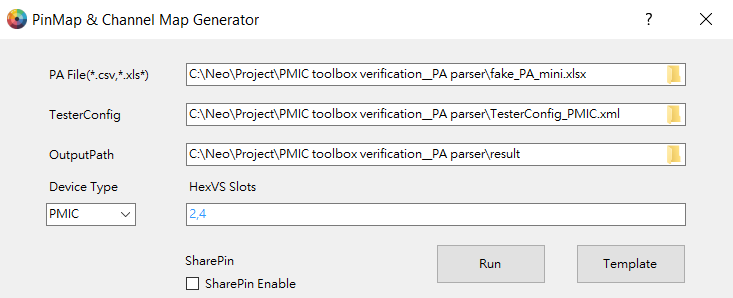 PinMap & Channel Map Generator
?
PA File(*.csv,*.xls*)
C:\Neo\Project\PMIC toolbox verification__PA parser\fake_PA_mini.xlsx
TesterConfig
C:\Neo\Project\PMIC toolbox verification__PA parser\TesterConfig_PMIC.xml
OutputPath
C:\Neo\Project\PMIC toolbox verification__PA parser\result
Device Type
HexVS Slots
PMIC
2,4
SharePin
Run
Template
SharePin Enable